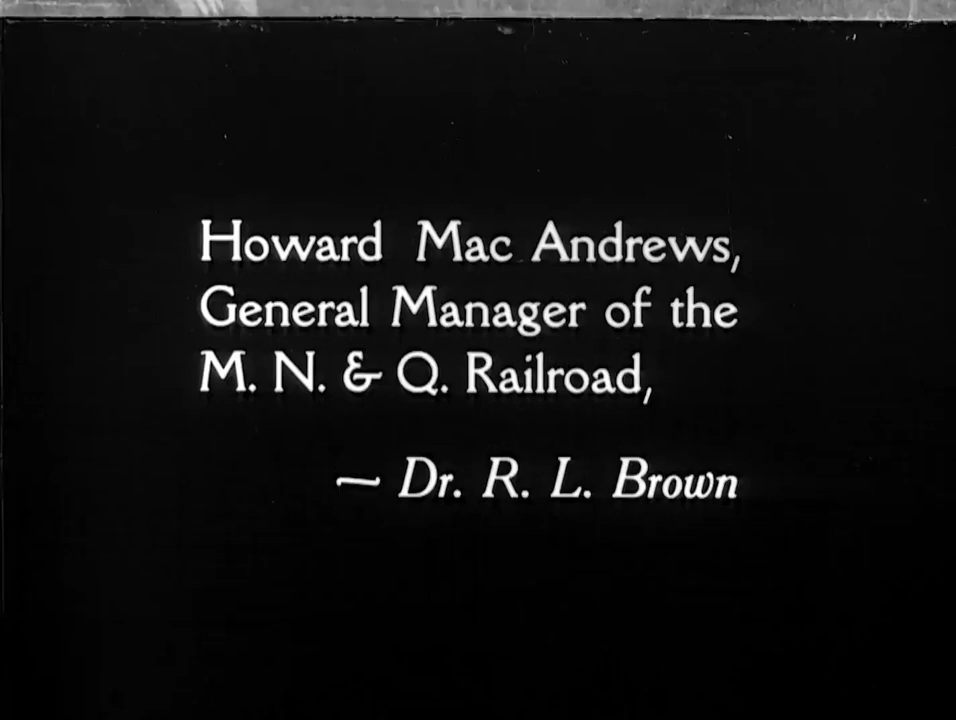 Howard Mac Andrews,
General Manager of the
M. N. & Q. Railroad,
— Dr. R. L. Brown